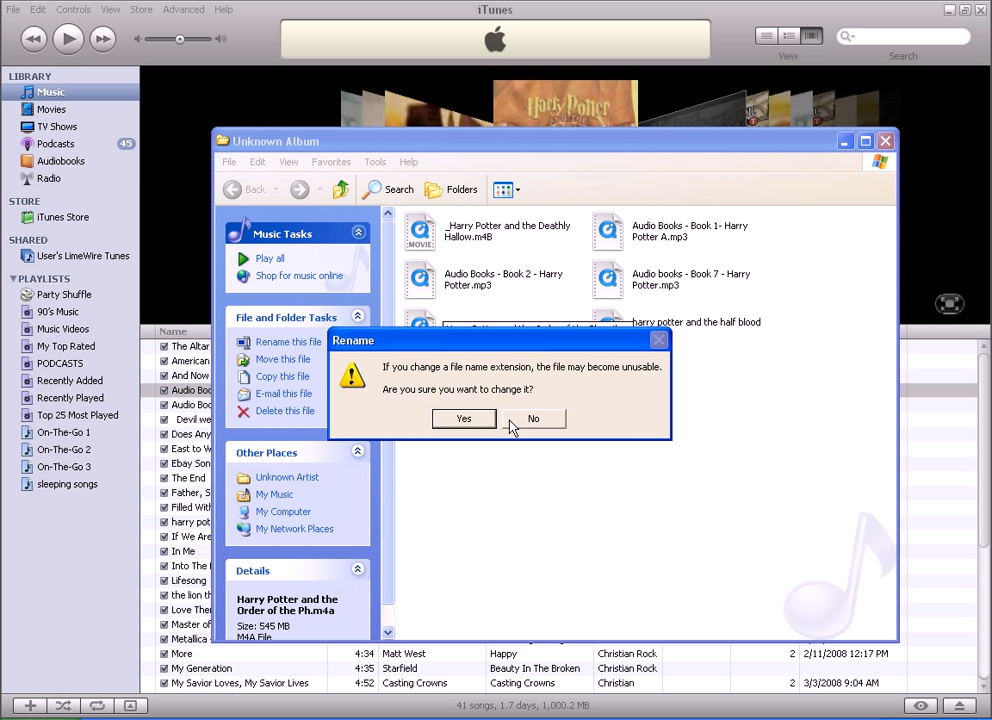 File Edit Controls View Store Advanced Help
iTunes
View
Search
LIBRARY
Music
Movies
TV Shows
Podcasts 45
Audiobooks
Radio
STORE
iTunes Store
SHARED
User's LimeWire Tunes
PLAYLISTS
Party Shuffle
90's Music
Music Videos
My Top Rated
PODCASTS
Recently Added
Recently Played
Top 25 Most Played
On-The-Go 1
On-The-Go 2
On-The-Go 3
sleeping songs
Harry Potter
Unknown Album
File Edit View Favorites Tools Help
Back Search Folders
Music Tasks
Play all
Shop for music online
File and Folder Tasks
Rename this file
Move this file
Copy this file
E-mail this file
Delete this file
Other Places
Unknown Artist
My Music
My Computer
My Network Places
Details
Harry Potter and the
Order of the Ph.m4a
Size: 545 MB
M4A File
MOVIE
_Harry Potter and the Deathly
Hallow.m4B
Audio Books - Book 1- Harry
Potter A.mp3
Audio Books - Book 2 - Harry
Potter.mp3
Audio Books - Book 7 - Harry
Potter.mp3
harry potter and the half blood
Rename
If you change a file name extension, the file may become unusable.
Are you sure you want to change it?
Yes No
Name
The Altar
American
And Now
Audio Boo
Audio Boo
Devil we
Does Any
East to W
Ebay Son
The End
Father, S
Filled With
harry pot
If We Are
In Me
Into The
Lifesong
the lion th
Love The
Master of
Metallica -
More 4:34 Matt West Happy Christian Rock 2 2/11/2008 12:17 PM
My Generation 4:35 Starfield Beauty In The Broken Christian Rock
My Savior Loves, My Savior Lives 4:52 Casting Crowns Casting Crowns Christian 2 3/3/2008 9:04 AM
41 songs, 1.7 days, 1,000.2 MB